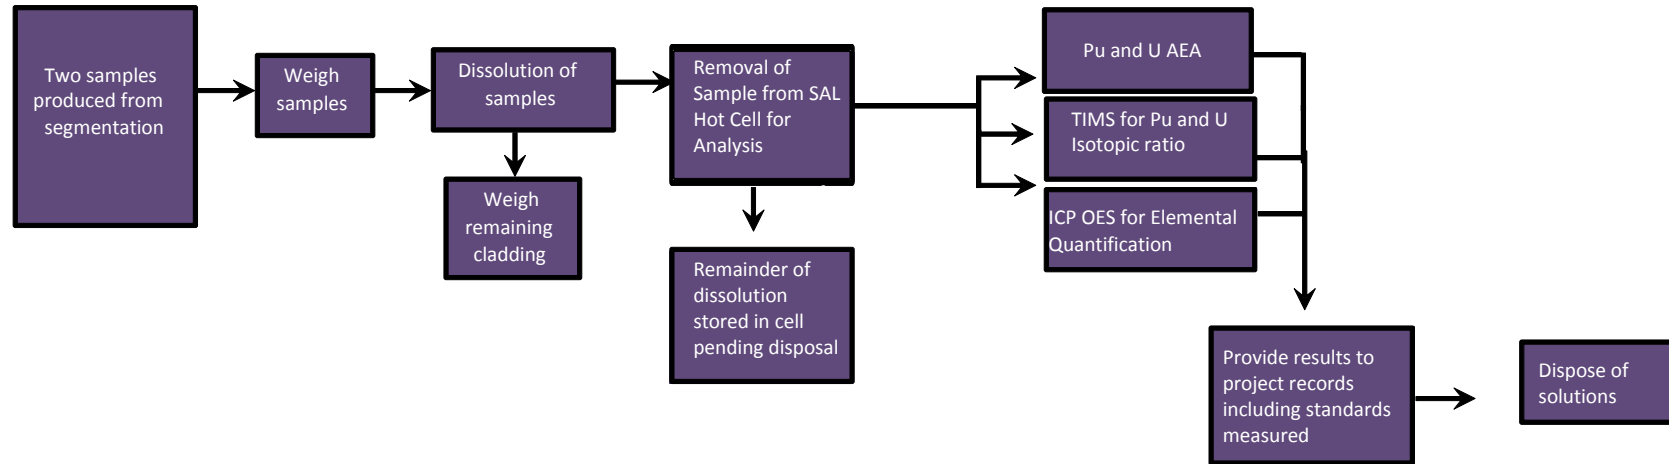 Two samples
produced from
segmentation
Weigh
samples
Dissolution of
samples
Weigh
remaining
cladding
Removal of
Sample from SAL
Hot Cell for
Analysis
Remainder of
dissolution
stored in cell
pending disposal
Pu and U AEA
TIMS for Pu and U
Isotopic ratio
ICP OES for Elemental
Quantification
Provide results to
project records
including standards
measured
Dispose of
solutions